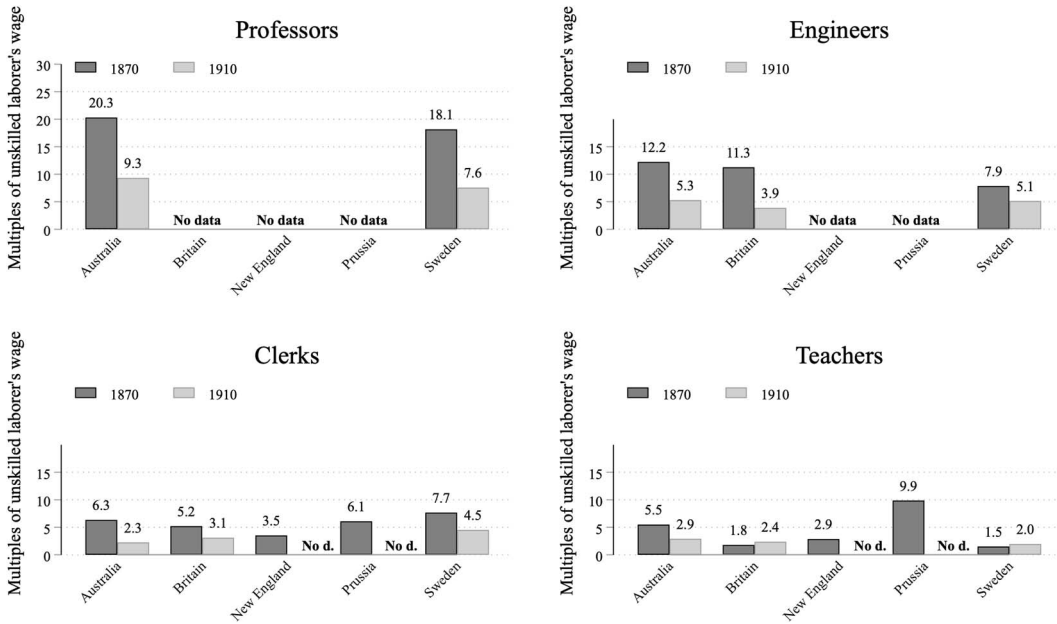 Professors
Multiples of unskilled laborer's wage
1870 1910
30
25
20
15
10
5
0
20.3 9.3 No data No data No data 18.1 7.6
Australia Britain New England Prussia Sweden
Engineers
Multiples of unskilled laborer's wage
1870 1910
15
10
5
0
12.2 5.3 11.3 3.9 No data No data 7.9 5.1
Australia Britain New England Prussia Sweden
Clerks
Multiples of unskilled laborer's wage
1870 1910
15
10
5
0
6.3 2.3 5.2 3.1 3.5 No d. 6.1 No d. 7.7 4.5
Australia Britain New England Prussia Sweden
Teachers
Multiples of unskilled laborer's wage
1870 1910
15
10
5
0
5.5 2.9 1.8 2.4 2.9 No d. 9.9 No d. 1.5 2.0
Australia Britain New England Prussia Sweden